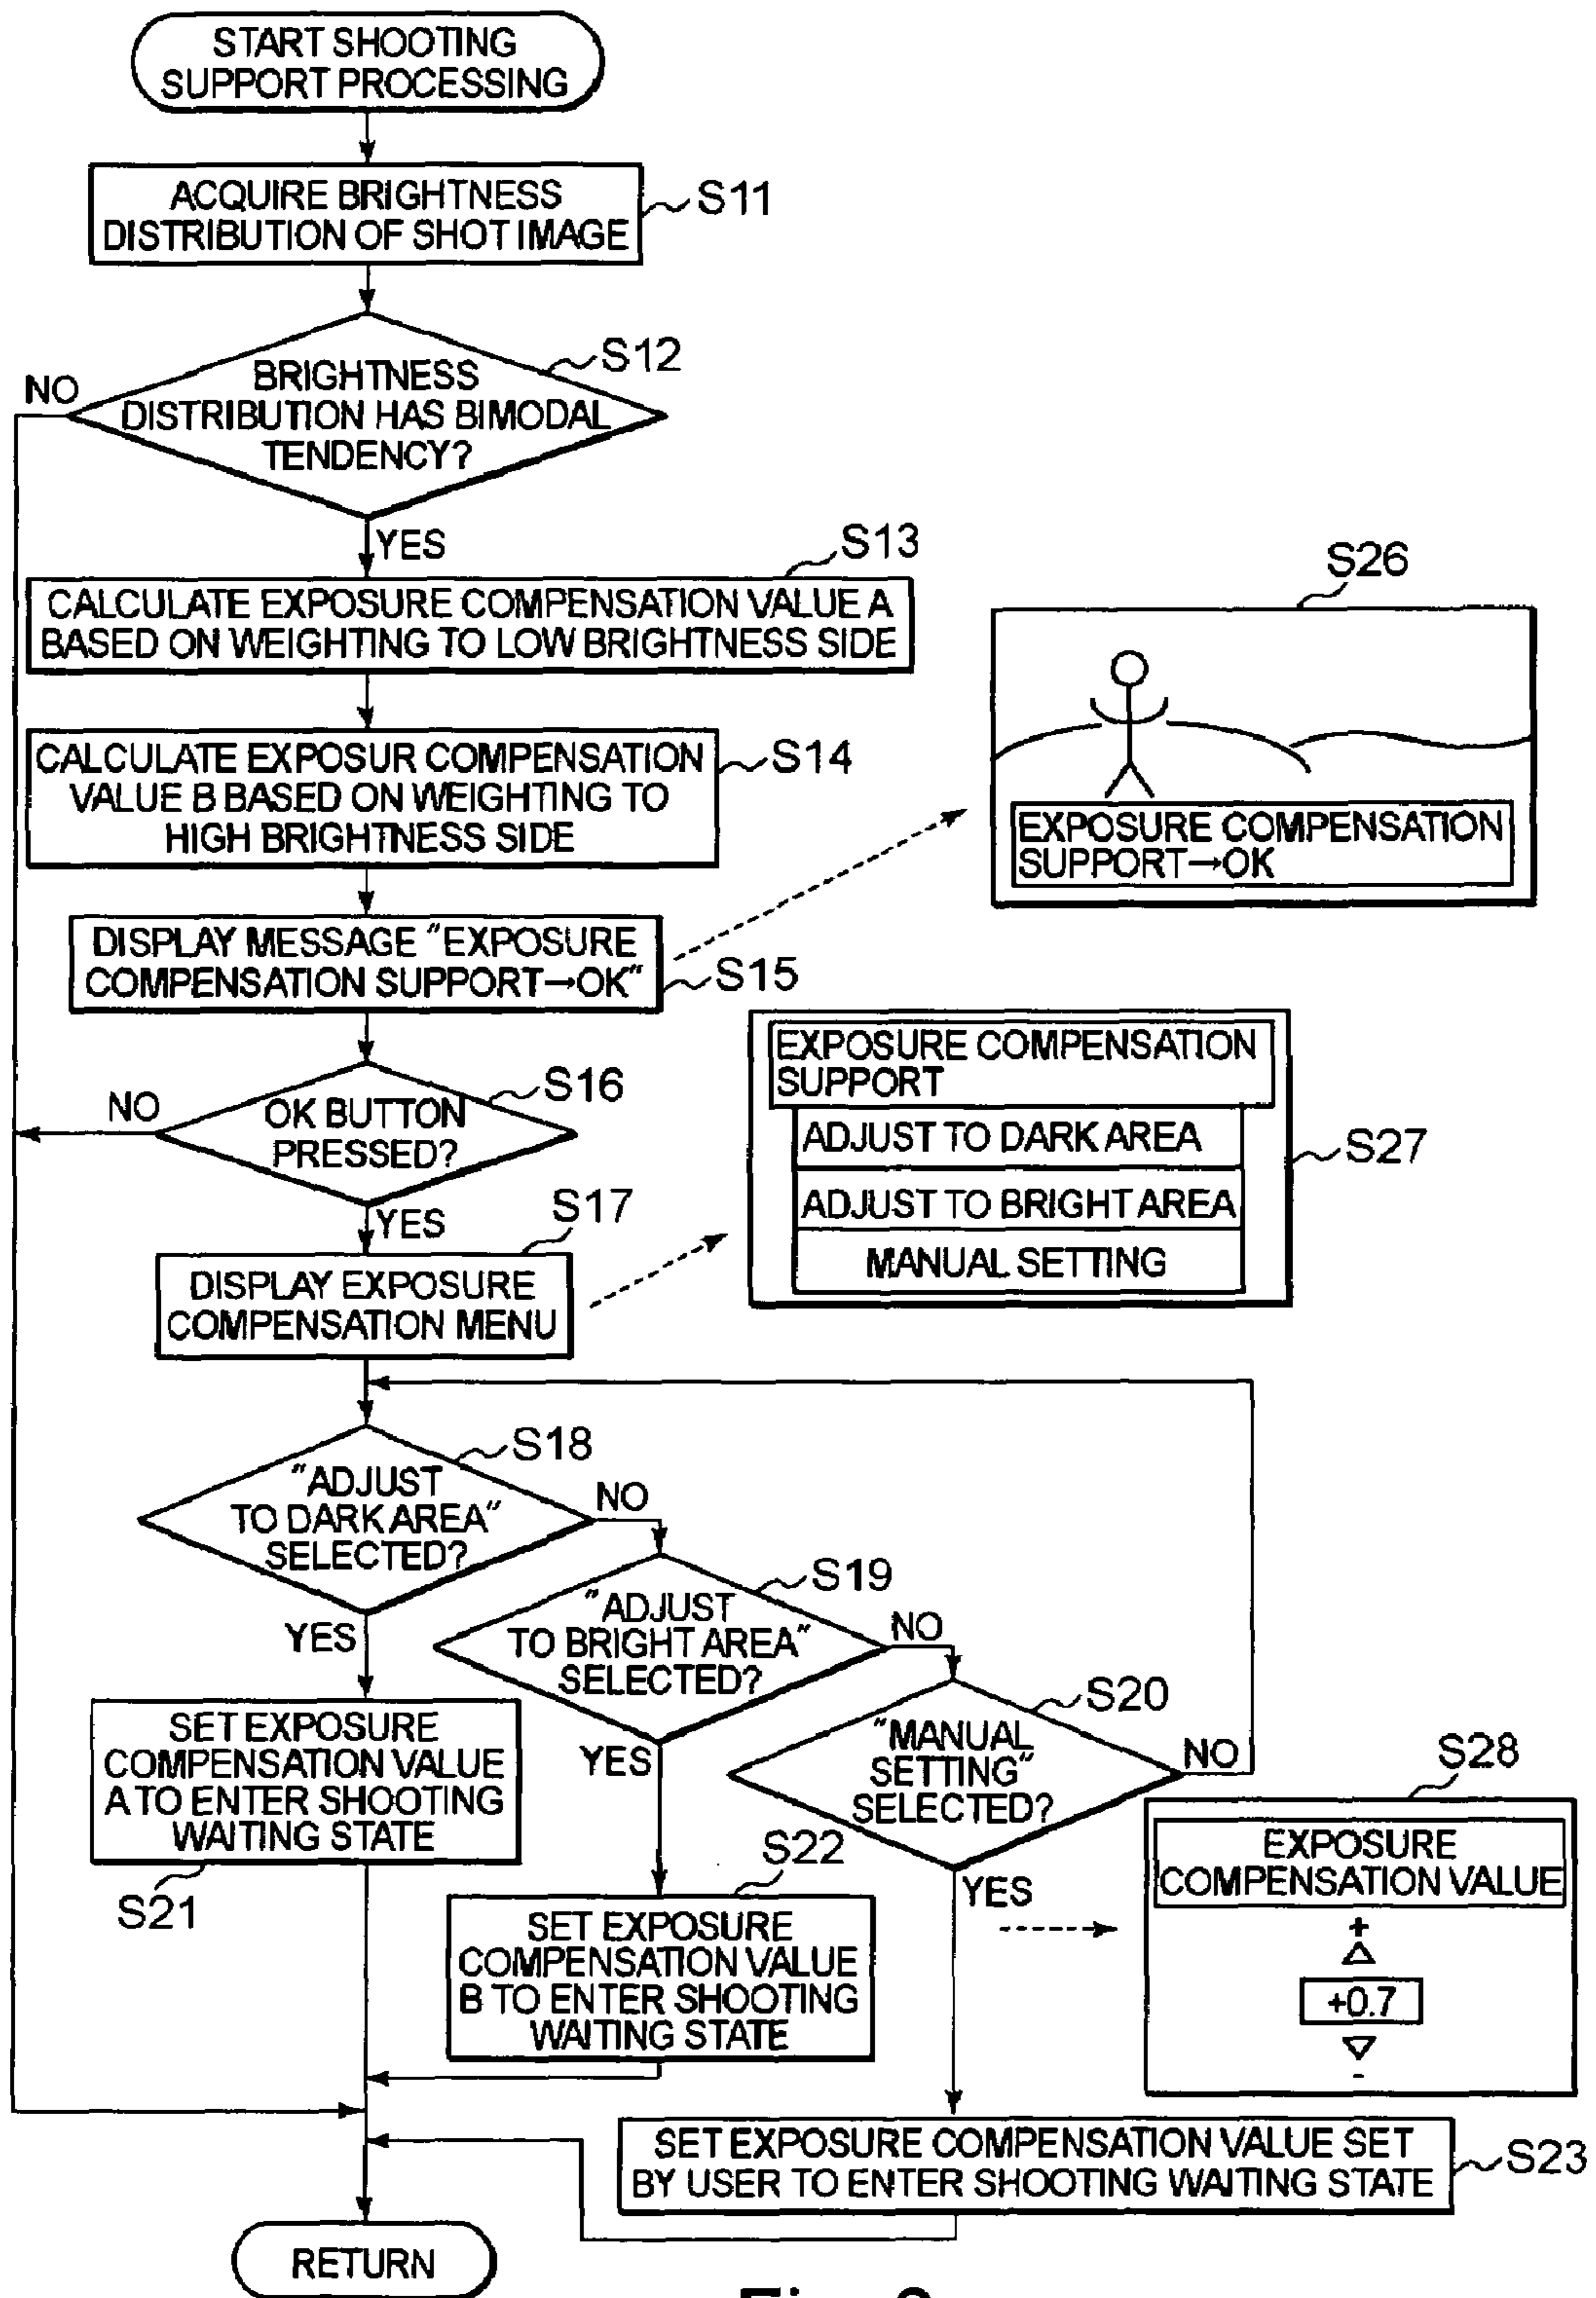 START SHOOTING
SUPPORT PROCESSING
ACQUIRE BRIGHTNESS
DISTRIBUTION OF SHOT IMAGE
S11
S12
NO
BRIGHTNESS
DISTRIBUTION HAS BIMODAL
TENDENCY?
YES
S13
CALCULATE EXPOSURE COMPENSATION VALUE A
BASED ON WEIGHTING TO LOW BRIGHTNESS SIDE
CALCULATE EXPOSUR COMPENSATION
VALUE B BASED ON WEIGHTING TO
HIGH BRIGHTNESS SIDE
S14
S26
EXPOSURE COMPENSATION
SUPPORT→OK
DISPLAY MESSAGE "EXPOSURE
COMPENSATION SUPPORT→OK"
S15
S16
NO
OK BUTTON
PRESSED?
YES
S17
DISPLAY EXPOSURE
COMPENSATION MENU
EXPOSURE COMPENSATION
SUPPORT
ADJUST TO DARK AREA
ADJUST TO BRIGHT AREA
MANUAL SETTING
S27
S18
"ADJUST
TO DARK AREA"
SELECTED?
NO
YES
S19
"ADJUST
TO BRIGHT AREA"
SELECTED?
NO
YES
S20
"MANUAL
SETTING"
SELECTED?
NO
YES
SET EXPOSURE
COMPENSATION VALUE
A TO ENTER SHOOTING
WAITING STATE
S21
S22
SET EXPOSURE
COMPENSATION VALUE
B TO ENTER SHOOTING
WAITING STATE
S28
EXPOSURE
COMPENSATION VALUE
+
+0.7
-
SET EXPOSURE COMPENSATION VALUE SET
BY USER TO ENTER SHOOTING WAITING STATE
S23
RETURN